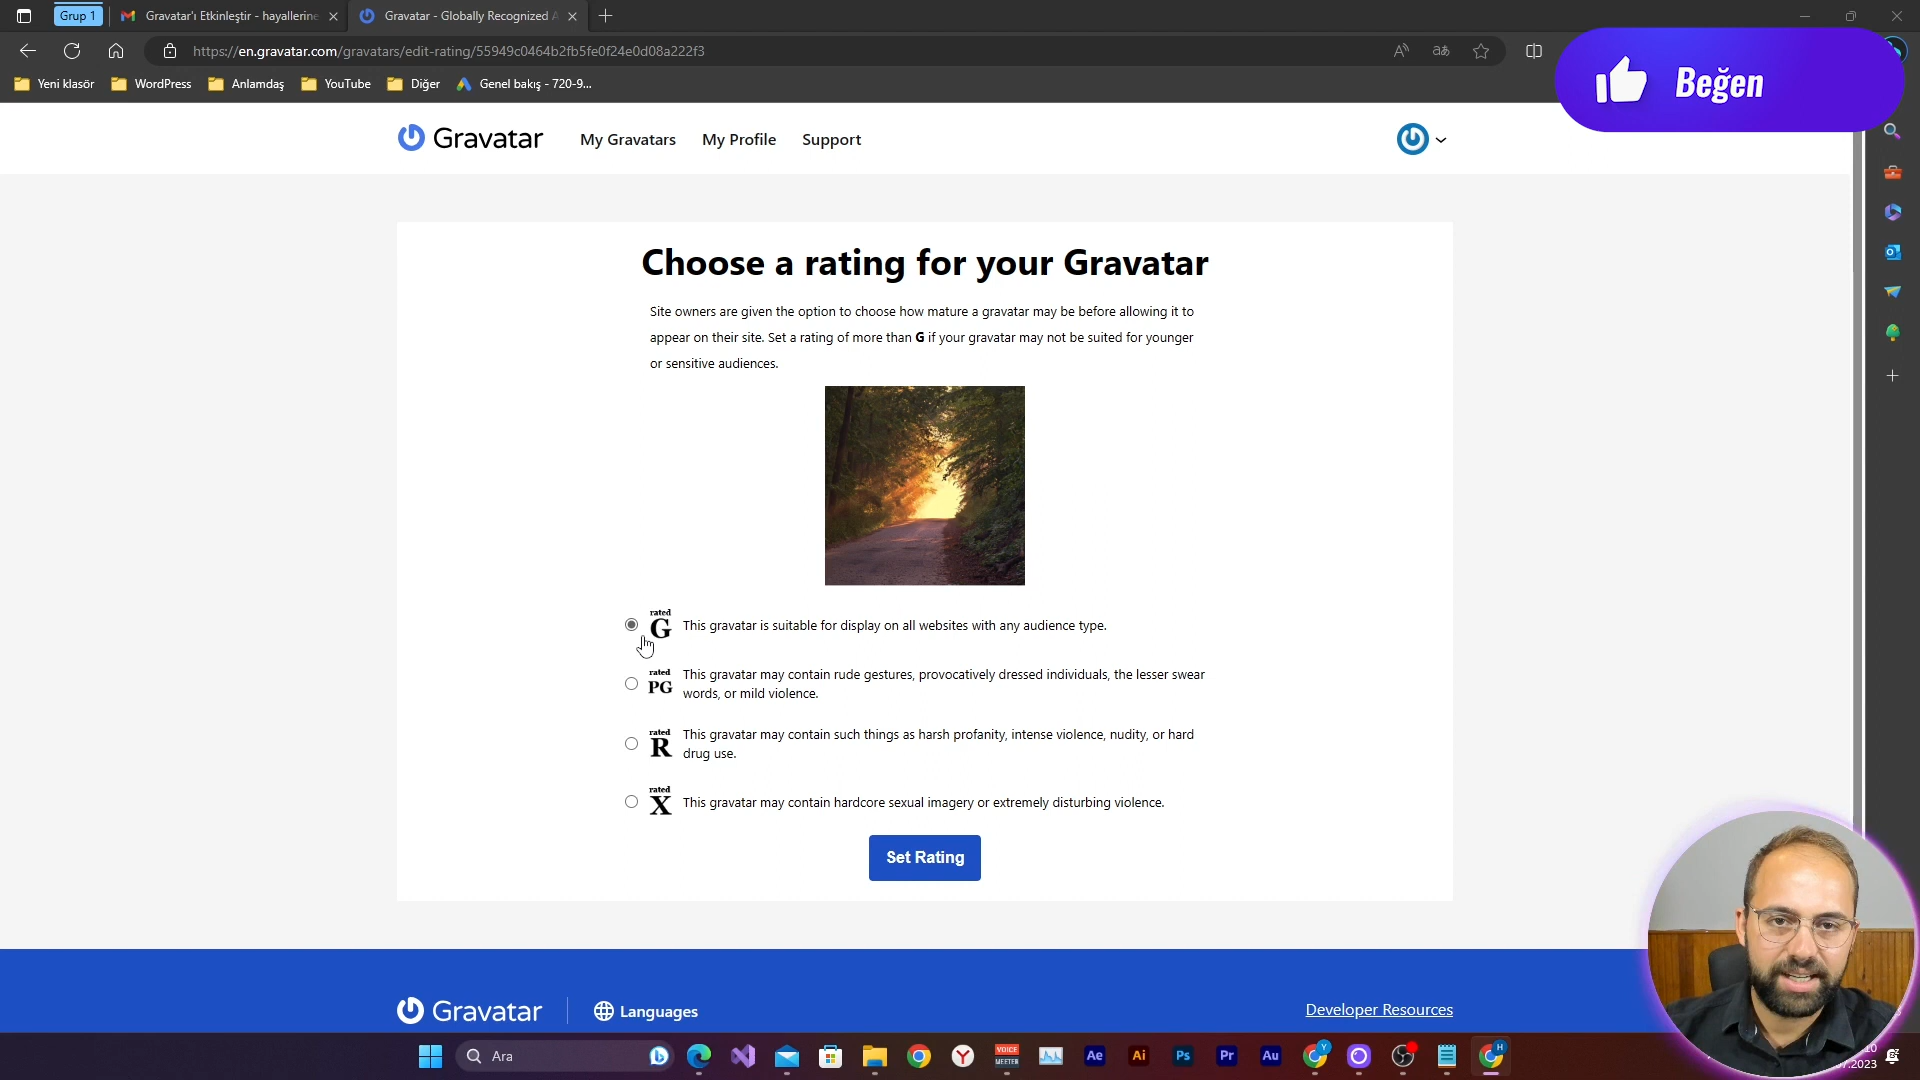 Grup 1
Gravatar'ı Etkinleştir - hayallerine
Gravatar - Globally Recognized A
https://en.gravatar.com/gravatars/edit-rating/55949c0464b2fb5fe0f24e0d08a222f3
Yeni klasör
WordPress
Anlamdaş
YouTube
Diğer
Genel bakış - 720-9...
Beğen
Gravatar
My Gravatars
My Profile
Support
Choose a rating for your Gravatar
Site owners are given the option to choose how mature a gravatar may be before allowing it to
appear on their site. Set a rating of more than G if your gravatar may not be suited for younger
or sensitive audiences.
rated
G
This gravatar is suitable for display on all websites with any audience type.
rated
PG
This gravatar may contain rude gestures, provocatively dressed individuals, the lesser swear
words, or mild violence.
rated
R
This gravatar may contain such things as harsh profanity, intense violence, nudity, or hard
drug use.
rated
X
This gravatar may contain hardcore sexual imagery or extremely disturbing violence.
Set Rating
Gravatar
Languages
Developer Resources
Ara
VOICE
MEETER
Ae
Ai
Ps
Pr
Au
Y
H